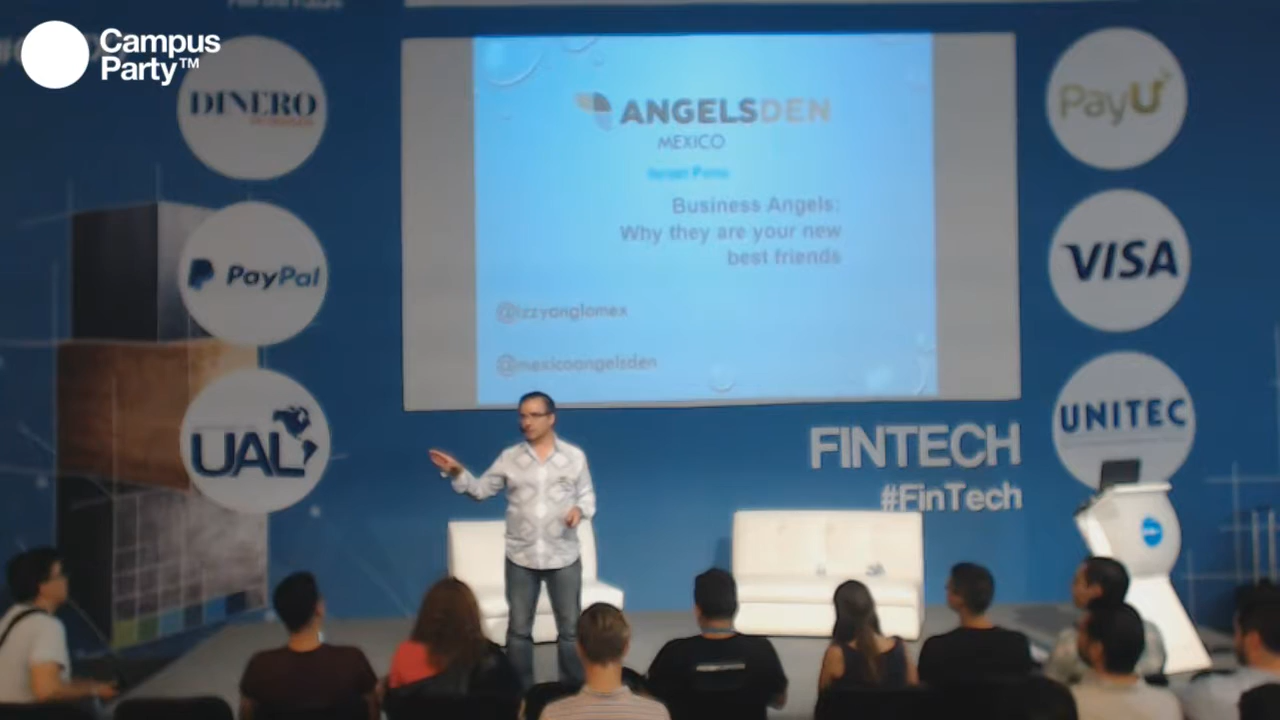 Campus
Party™
DINERO
PayPal
UAL
ANGELSDEN
MEXICO
Business Angels:
Why they are your new
best friends
@izzyanglomex
@mexicoangelsden
PayU
VISA
UNITEC
FINTECH
#FinTech